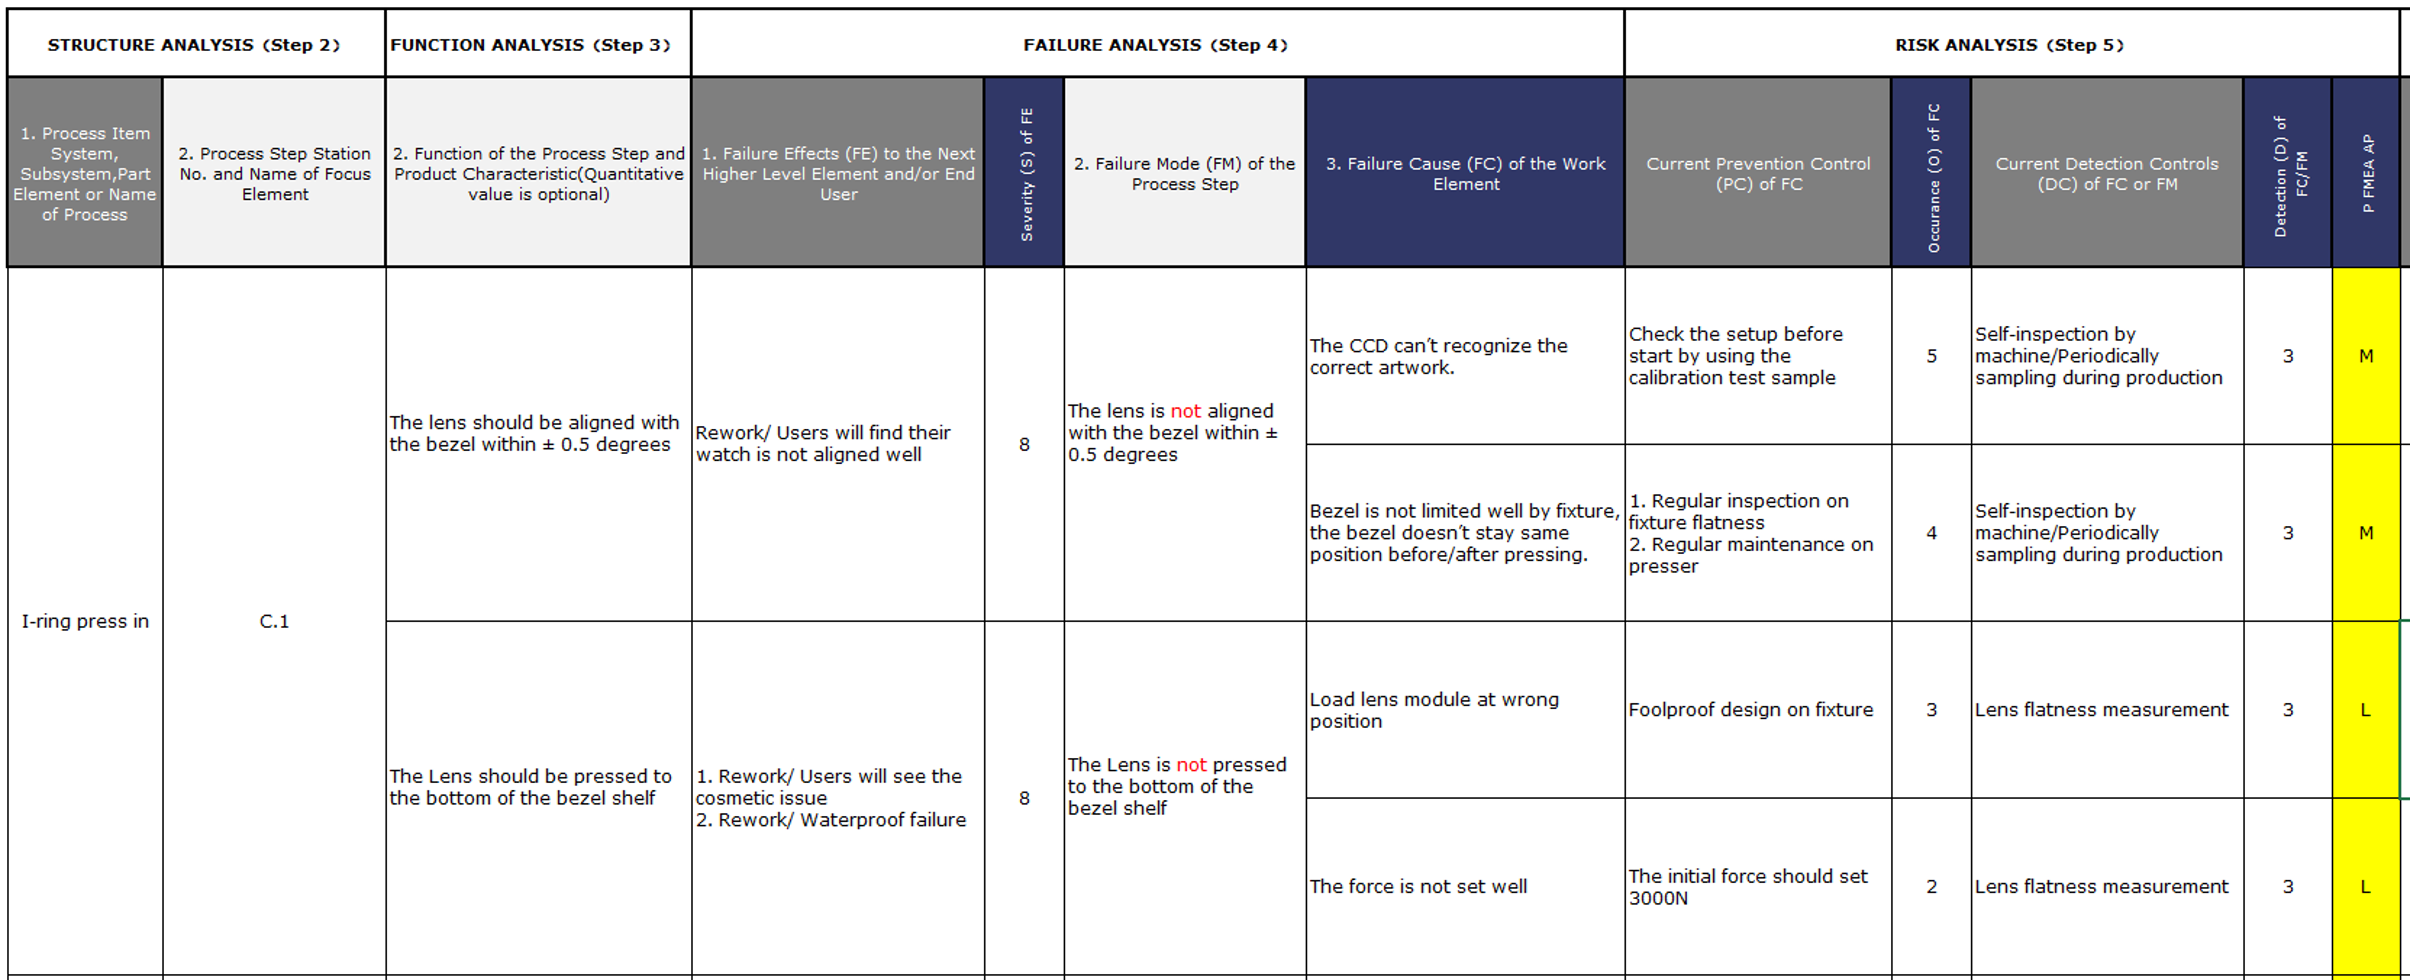 STRUCTURE ANALYSIS (Step 2)
FUNCTION ANALYSIS (Step 3)
FAILURE ANALYSIS (Step 4)
RISK ANALYSIS (Step 5)
1. Process Item
System,
Subsystem,Part
Element or Name
of Process
2. Process Step Station
No. and Name of Focus
Element
2. Function of the Process Step and
Product Characteristic(Quantitative
value is optional)
1. Failure Effects (FE) to the Next
Higher Level Element and/or End
User
Severity (S) of FE
2. Failure Mode (FM) of the
Process Step
3. Failure Cause (FC) of the Work
Element
Current Prevention Control
(PC) of FC
Occurance (O) of FC
Current Detection Controls
(DC) of FC or FM
Detection (D) of
FC/FM
P FMEA AP
I-ring press in
C.1
The lens should be aligned with
the bezel within ± 0.5 degrees
Rework/ Users will find their
watch is not aligned well
8
The lens is not aligned
with the bezel within ±
0.5 degrees
The CCD can’t recognize the
correct artwork.
Check the setup before
start by using the
calibration test sample
5
Self-inspection by
machine/Periodically
sampling during production
3
M
Bezel is not limited well by fixture,
the bezel doesn’t stay same
position before/after pressing.
1. Regular inspection on
fixture flatness
2. Regular maintenance on
presser
4
Self-inspection by
machine/Periodically
sampling during production
3
M
The Lens should be pressed to
the bottom of the bezel shelf
1. Rework/ Users will see the
cosmetic issue
2. Rework/ Waterproof failure
8
The Lens is not pressed
to the bottom of the
bezel shelf
Load lens module at wrong
position
Foolproof design on fixture
3
Lens flatness measurement
3
L
The force is not set well
The initial force should set
3000N
2
Lens flatness measurement
3
L